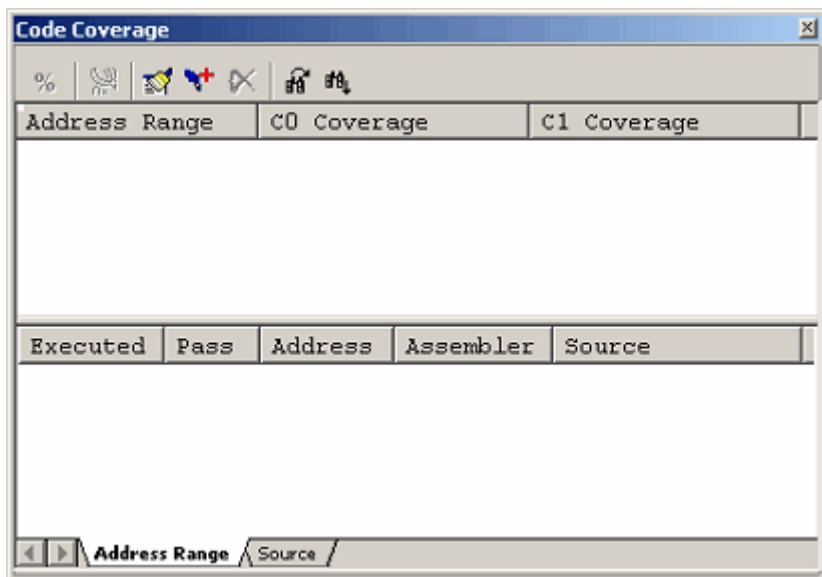 Code Coverage
%
Address Range C0 Coverage C1 Coverage
Executed Pass Address Assembler Source
Address Range Source